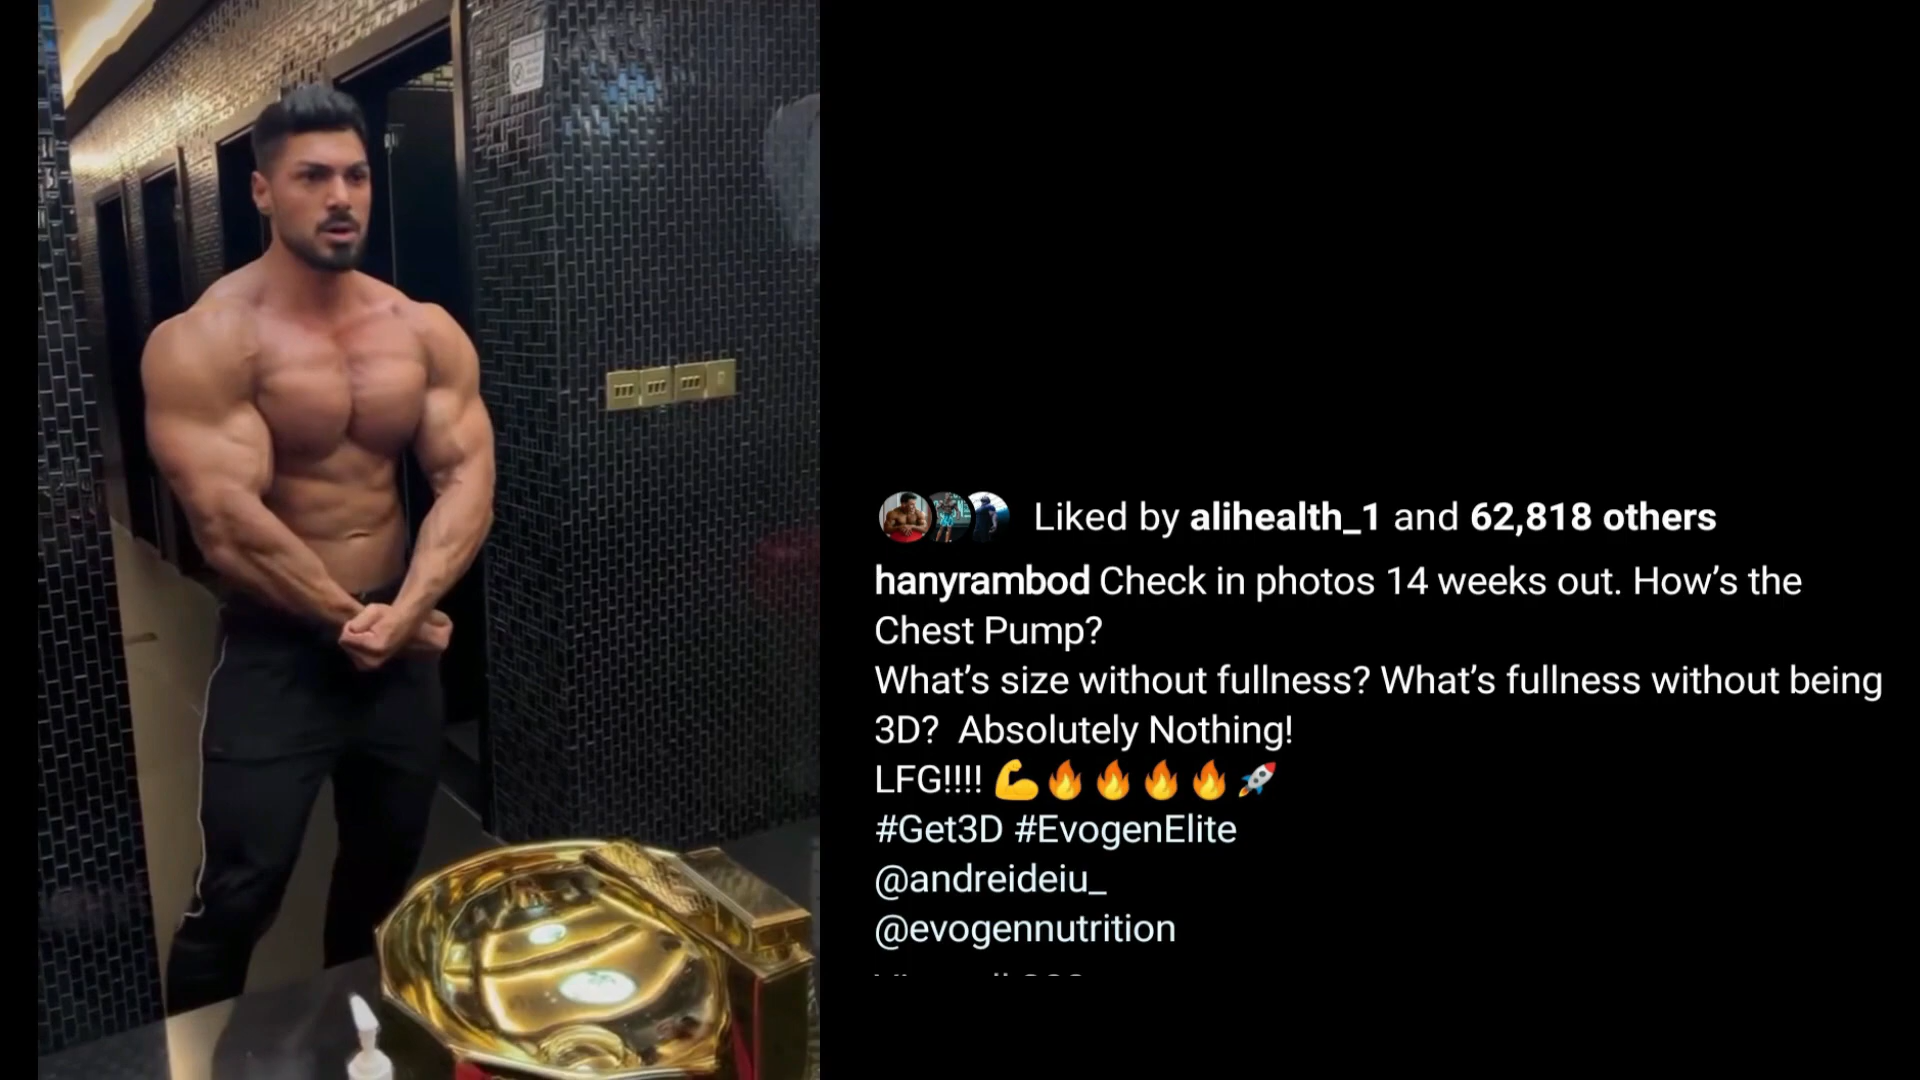 Liked by alihealth_1 and 62,818 others
hanyrambod Check in photos 14 weeks out. How’s the
Chest Pump?
What’s size without fullness? What’s fullness without being
3D?  Absolutely Nothing!
LFG!!!! 💪🔥🔥🔥🔥🚀
#Get3D #EvogenElite
@andreideiu_
@evogennutrition